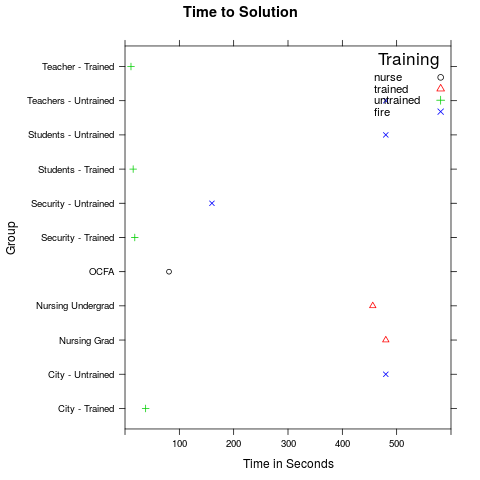 Time to Solution
Training
nurse
trained
untrained
fire
Teacher - Trained
Teachers - Untrained
Students - Untrained
Students - Trained
Security - Untrained
Security - Trained
OCFA
Nursing Undergrad
Nursing Grad
City - Untrained
City - Trained
Group
100 200 300 400 500
Time in Seconds